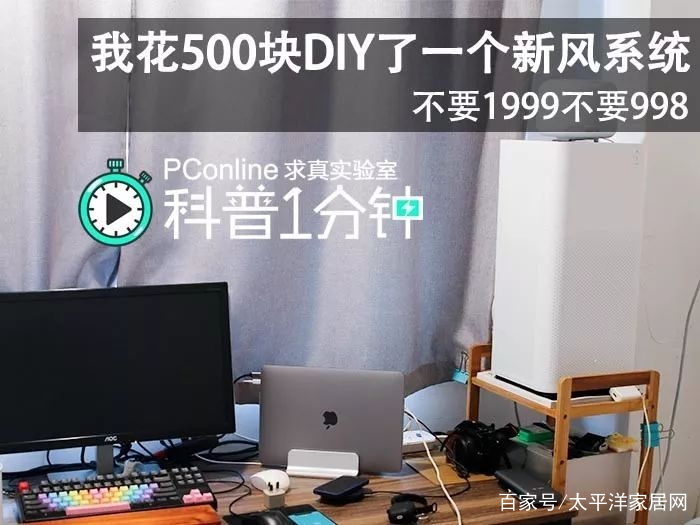 我花500块DIY了一个新风系统
不要1999不要998
PConline 求真实验室
科普1分钟
AOC
百家号/太平洋家居网